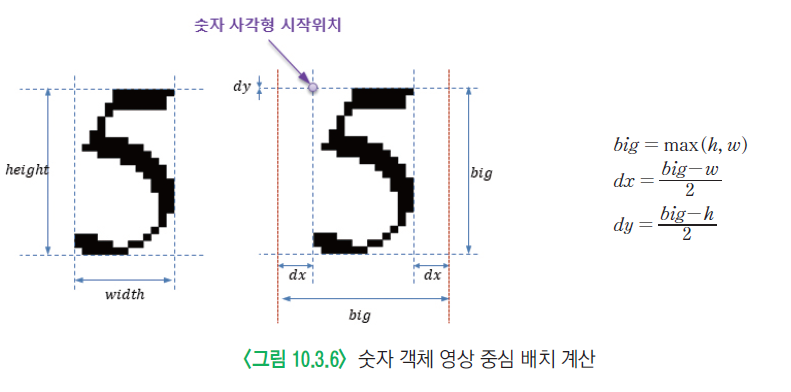 숫자 사각형 시작위치
dy
height
big
width
dx
dx
big
big = max(h, w)
dx = \frac{big-w}{2}
dy = \frac{big-h}{2}
〈그림 10.3.6〉 숫자 객체 영상 중심 배치 계산